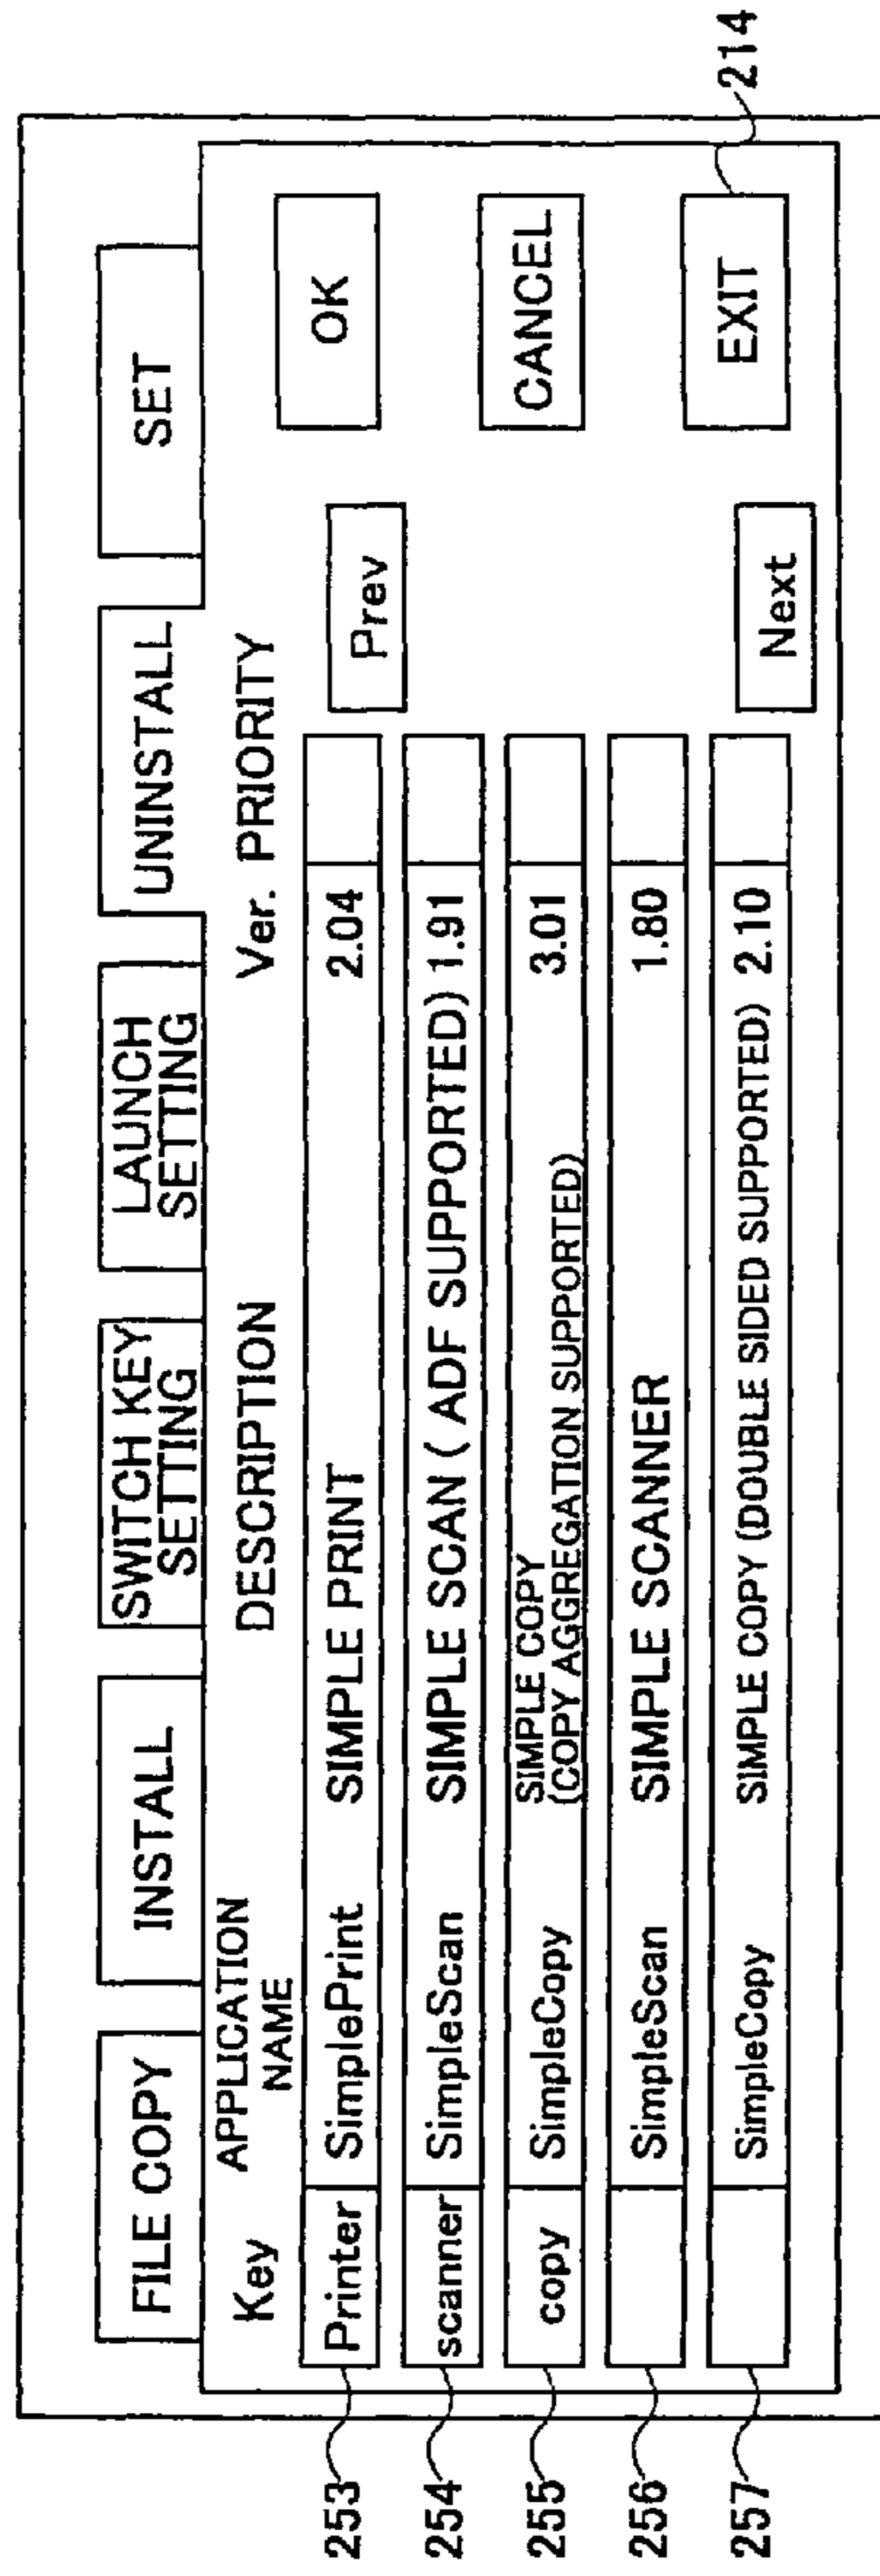 FILE COPY
INSTALL
SWITCH KEY
SETTING
LAUNCH
SETTING
UNINSTALL
SET
Key
APPLICATION
NAME
DESCRIPTION
Ver.
PRIORITY
253
Printer
SimplePrint
SIMPLE PRINT
2.04
254
scanner
SimpleScan
SIMPLE SCAN ( ADF SUPPORTED)
1.91
255
copy
SimpleCopy
SIMPLE COPY
(COPY AGGREGATION SUPPORTED)
3.01
256
SimpleScan
SIMPLE SCANNER
1.80
257
SimpleCopy
SIMPLE COPY (DOUBLE SIDED SUPPORTED)
2.10
Prev
Next
OK
CANCEL
EXIT
214